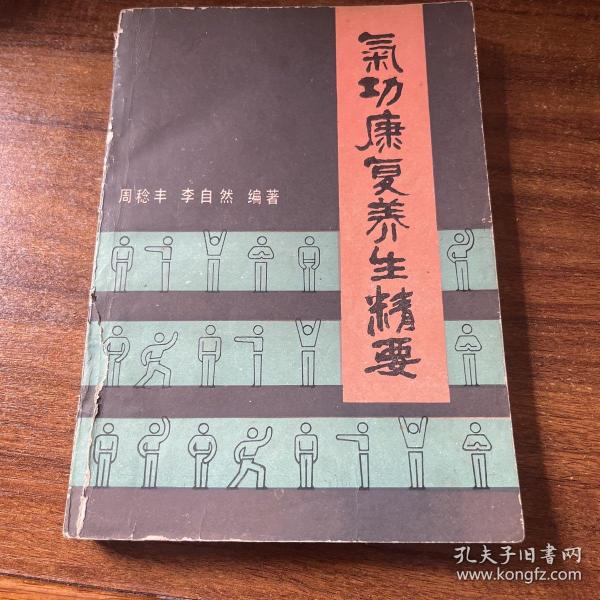 氣功康复养生精要
周稔丰 李自然 编著
孔夫子旧書网
www.kongfz.com